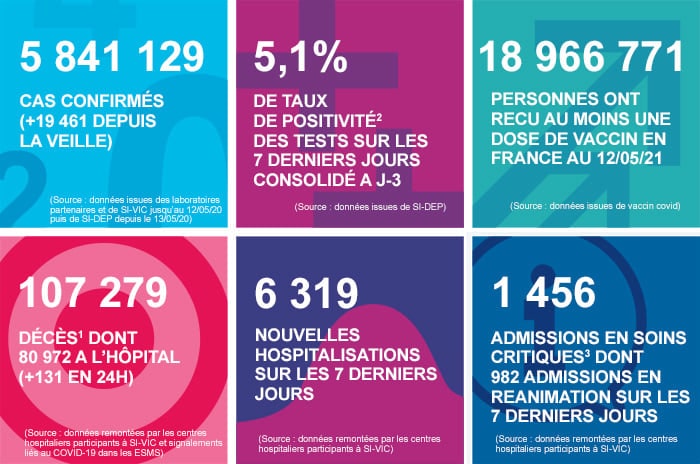 5 841 129
CAS CONFIRMÉS
(+19 461 DEPUIS
LA VEILLE)
(Source : données issues des laboratoires
partenaires et de SI-VIC jusqu'au 12/05/20
puis de SI-DEP depuis le 13/05/20)
5,1%
DE TAUX
DE POSITIVITÉ²
DES TESTS SUR LES
7 DERNIERS JOURS
CONSOLIDÉ A J-3
(Source : données issues de SI-DEP)
18 966 771
PERSONNES ONT
RECU AU MOINS UNE
DOSE DE VACCIN EN
FRANCE AU 12/05/21
(Source : données issues de vaccin covid)
107 279
DÉCÈS¹ DONT
80 972 A L'HÔPITAL
(+131 EN 24H)
(Source : données remontées par les centres
hospitaliers participants à SI-VIC et signalements
liés au COVID-19 dans les ESMS)
6 319
NOUVELLES
HOSPITALISATIONS
SUR LES 7 DERNIERS
JOURS
(Source : données remontées par les centres
hospitaliers participants à SI-VIC)
1 456
ADMISSIONS EN SOINS
CRITIQUES³ DONT
982 ADMISSIONS EN
REANIMATION SUR LES
7 DERNIERS JOURS
(Source : données remontées par les centres
hospitaliers participants à SI-VIC)